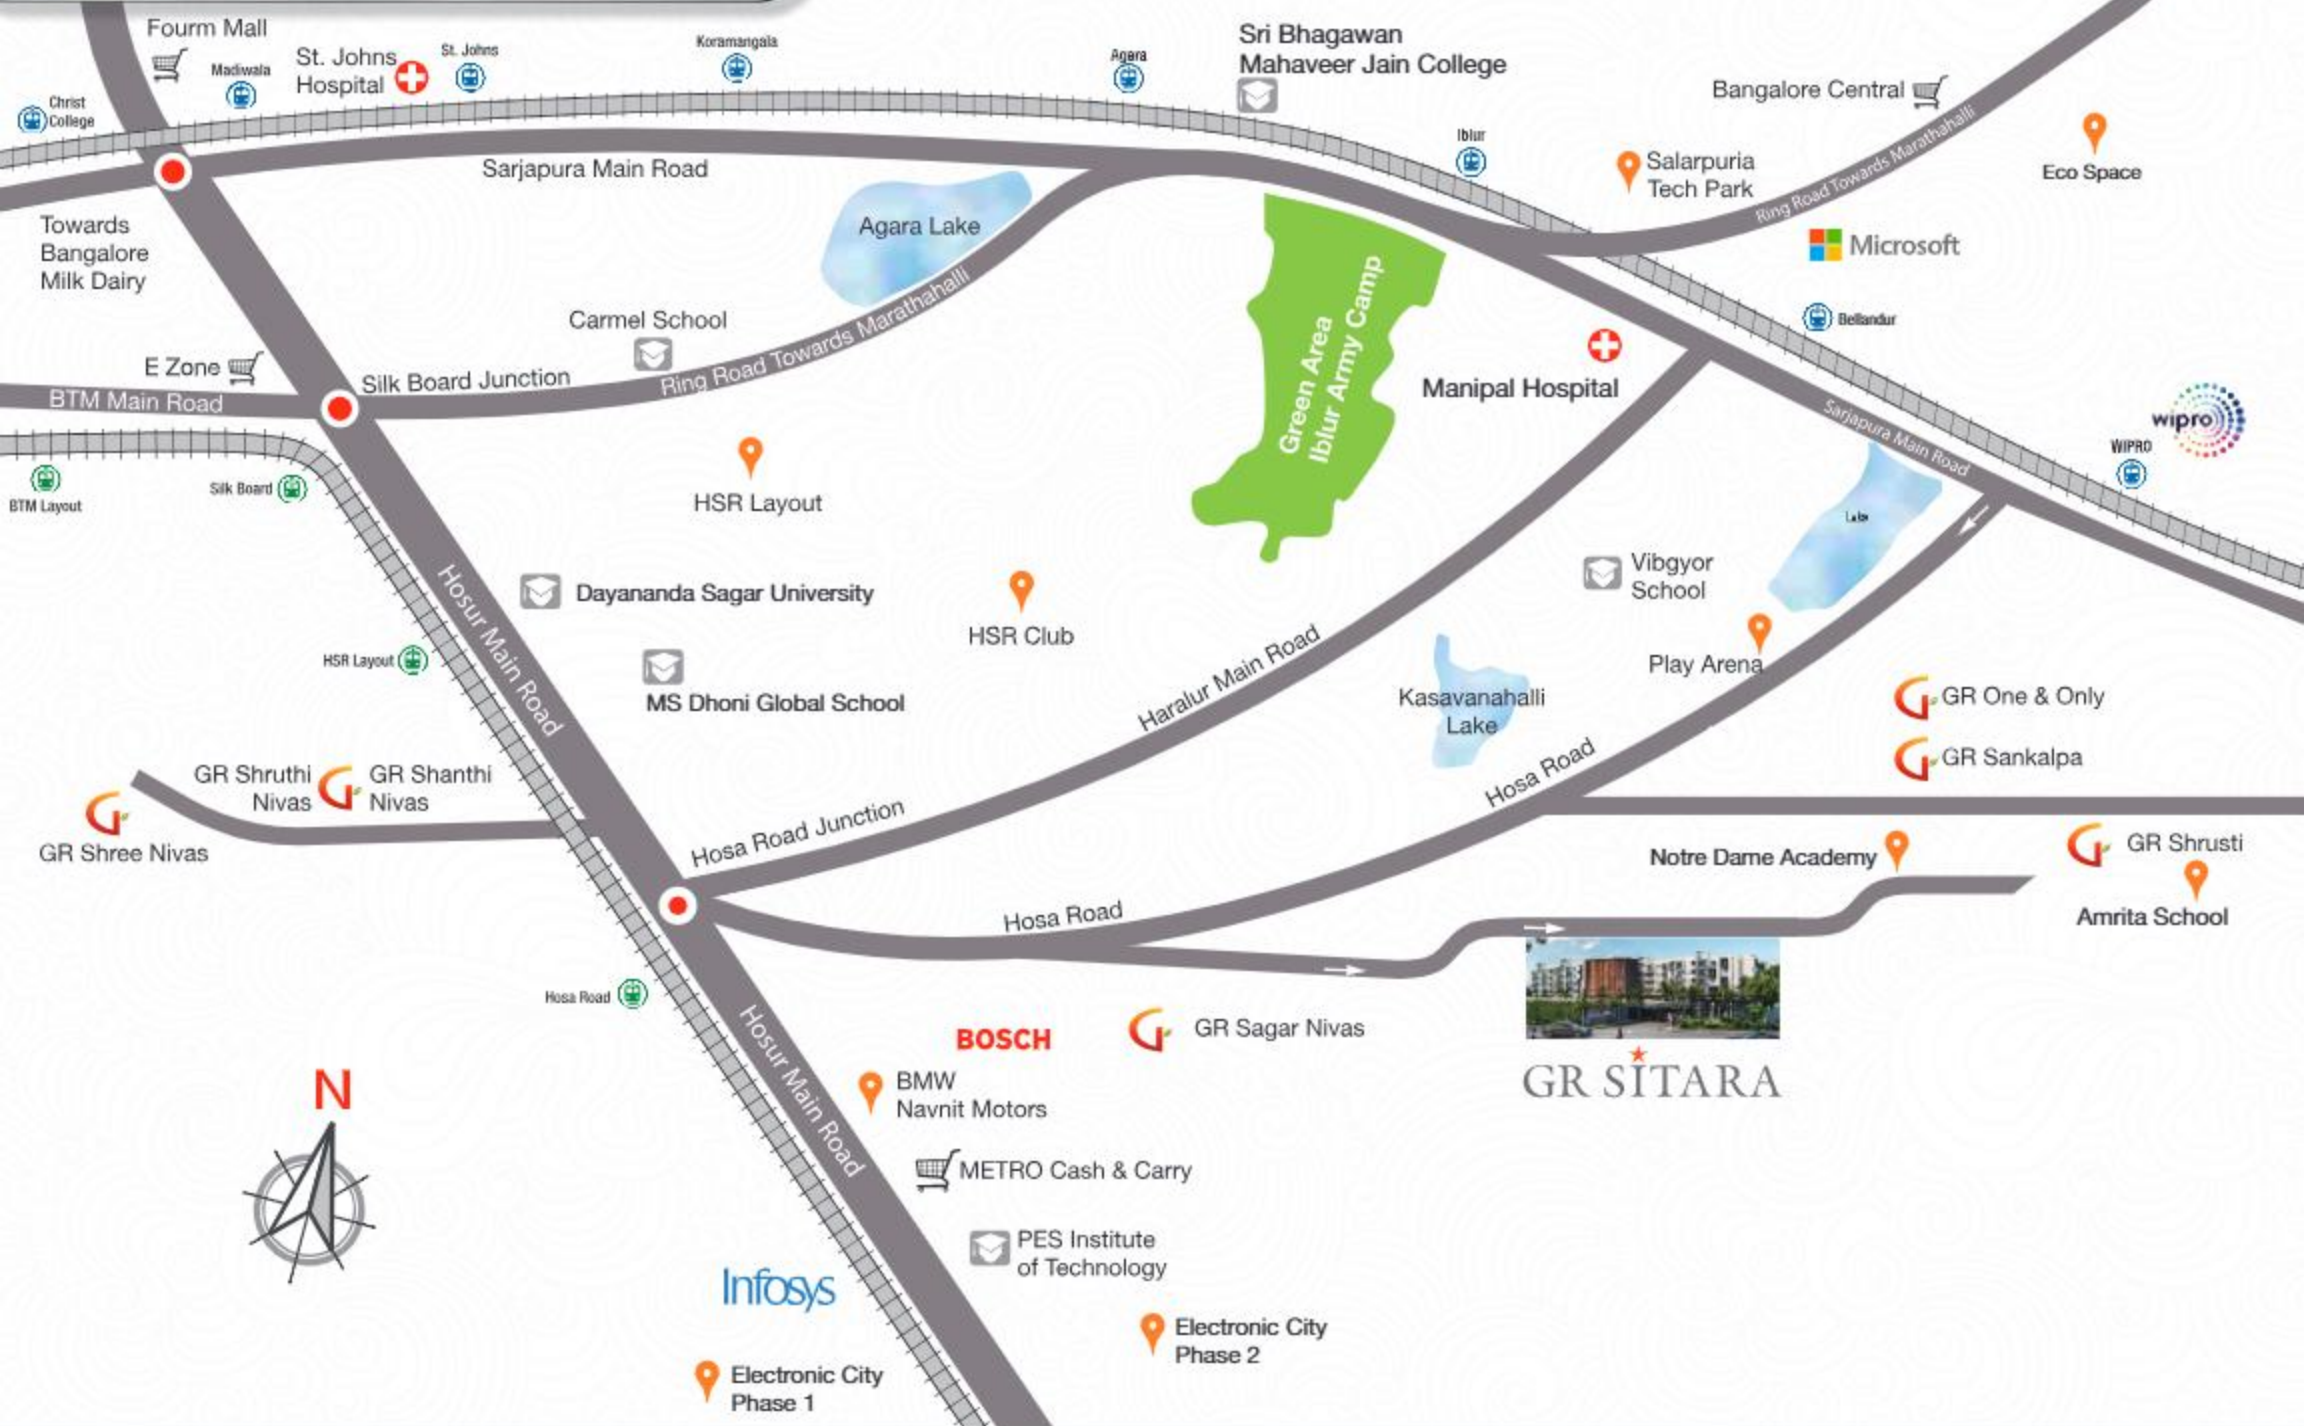 Fourm Mall
Madiwala
St. Johns
Hospital
St. Johns
Koramangala
Agara
Sri Bhagawan
Mahaveer Jain College
Christ
College
Iblur
Bangalore Central
Salarpuria
Tech Park
Ring Road Towards Marathahalli
Eco Space
Sarjapura Main Road
Towards
Bangalore
Milk Dairy
Agara Lake
Microsoft
Bellandur
Carmel School
E Zone
Silk Board Junction
BTM Main Road
Ring Road Towards Marathahalli
Green Area
Iblur Army Camp
Manipal Hospital
Sarjapura Main Road
wipro
WIPRO
BTM Layout
Silk Board
HSR Layout
Lake
Hosur Main Road
Dayananda Sagar University
HSR Club
Vibgyor
School
HSR Layout
MS Dhoni Global School
Haralur Main Road
Kasavanahalli
Lake
Play Arena
GR One & Only
GR Sankalpa
Hosa Road
GR Shruthi
Nivas
GR Shanthi
Nivas
GR Shree Nivas
Hosa Road Junction
Notre Dame Academy
GR Shrusti
Amrita School
Hosa Road
Hosa Road
Hosur Main Road
BOSCH
GR Sagar Nivas
GR SITARA
BMW
Navnit Motors
N
METRO Cash & Carry
PES Institute
of Technology
Infosys
Electronic City
Phase 2
Electronic City
Phase 1